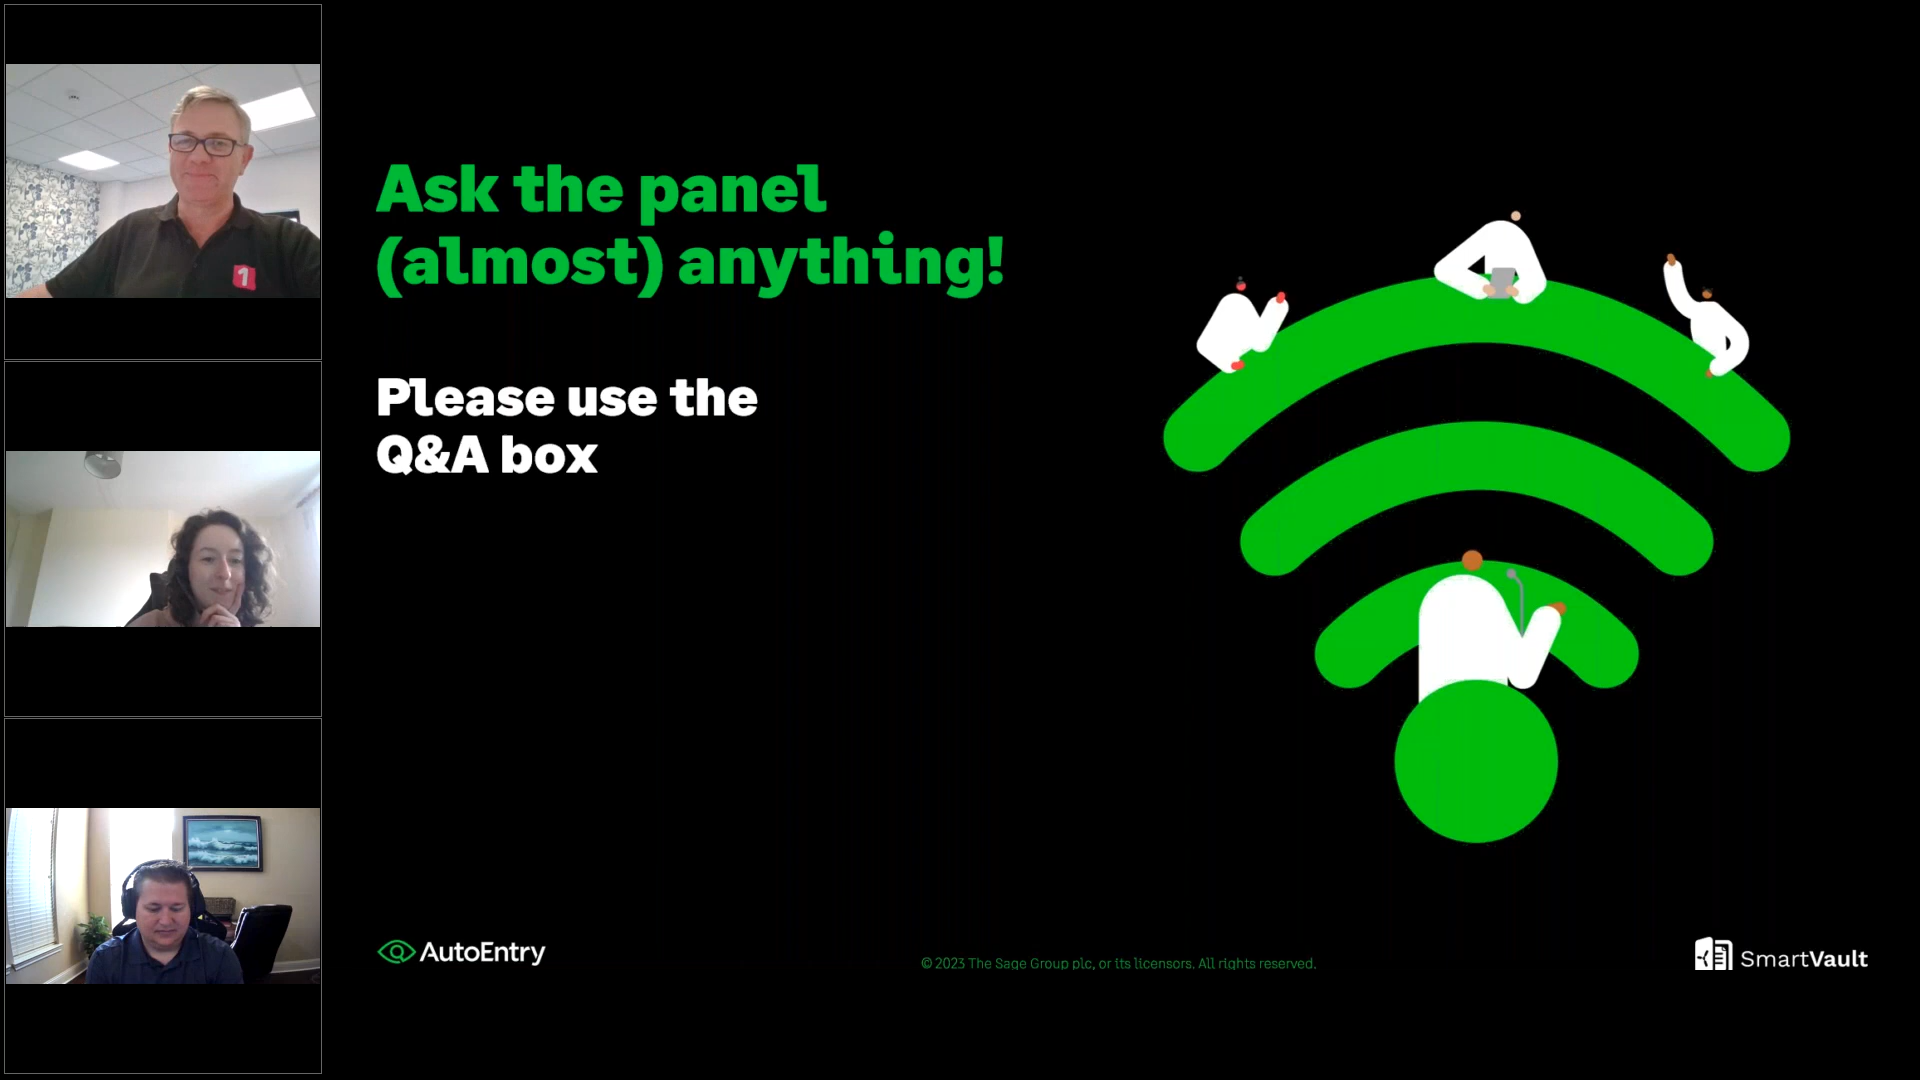 1
Ask the panel
(almost) anything!
Please use the
Q&A box
AutoEntry
© 2023 The Sage Group plc, or its licensors. All rights reserved.
SmartVault